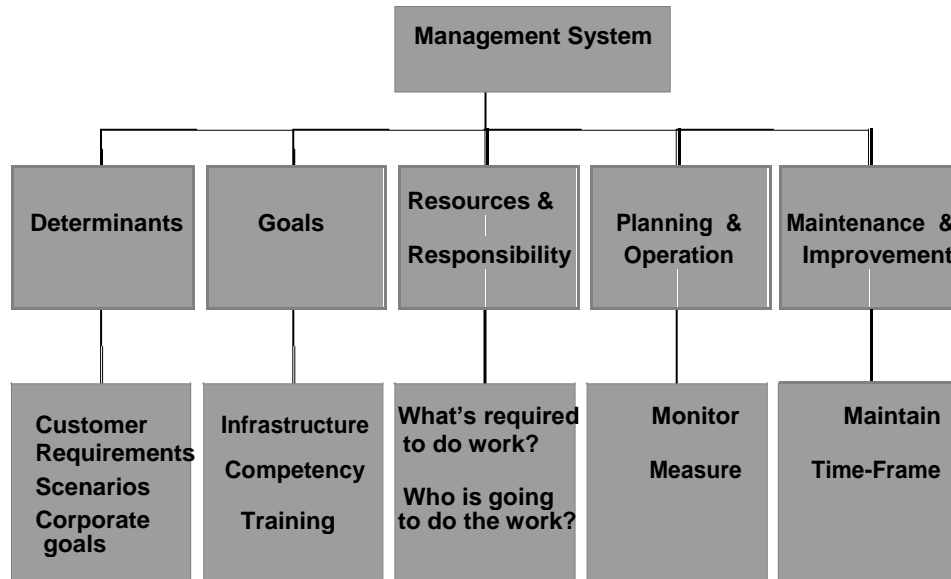 Management System
Determinants
Goals
Resources &
Responsibility
Planning &
Operation
Maintenance &
Improvement
Customer
Requirements
Scenarios
Corporate
goals
Infrastructure
Competency
Training
What's required
to do work?
Who is going
to do the work?
Monitor
Measure
Maintain
Time-Frame